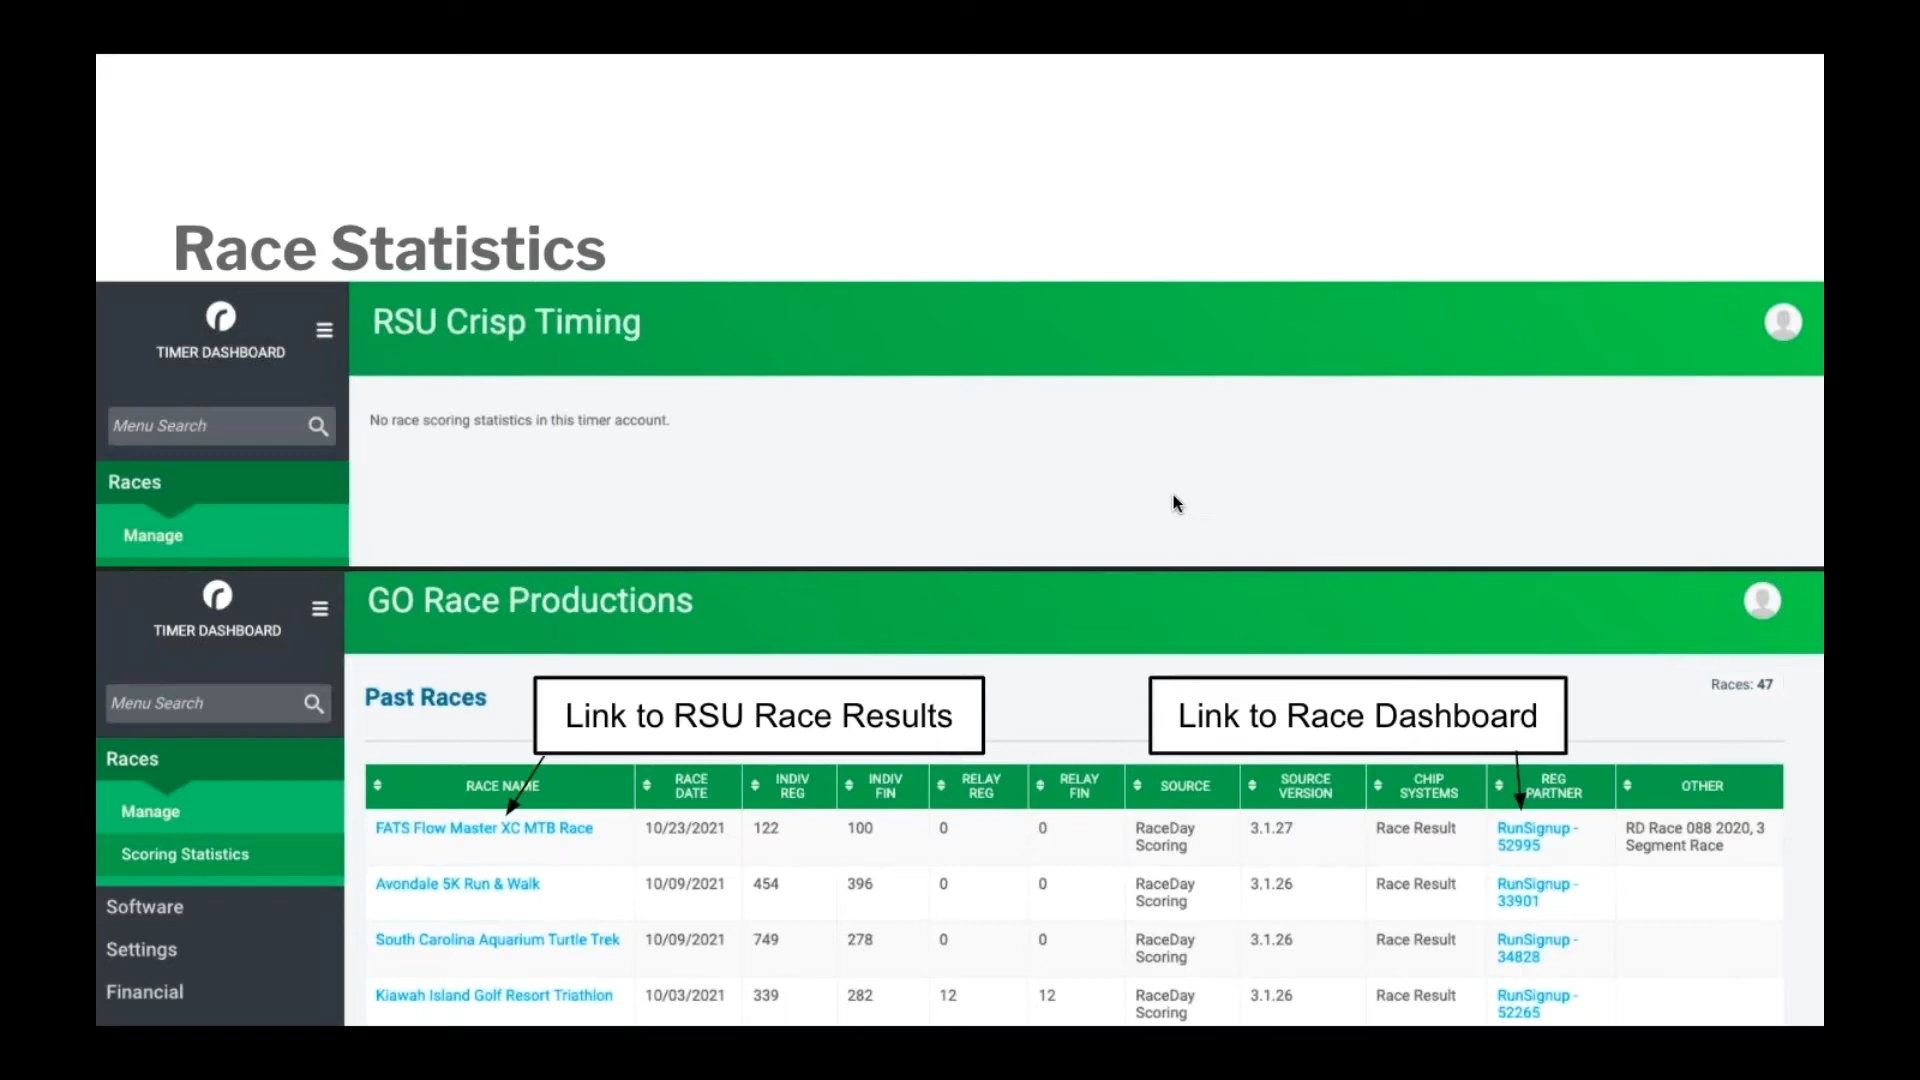 Race Statistics
TIMER DASHBOARD
RSU Crisp Timing
Menu Search
No race scoring statistics in this timer account.
Races
Manage
TIMER DASHBOARD
GO Race Productions
Menu Search
Races
Manage
Scoring Statistics
Software
Settings
Financial
Past Races
Link to RSU Race Results
Link to Race Dashboard
Races: 47
RACE NAME RACE DATE INDIV REG INDIV FIN RELAY REG RELAY FIN SOURCE SOURCE VERSION CHIP SYSTEMS REG PARTNER OTHER
FATS Flow Master XC MTB Race 10/23/2021 122 100 0 0 RaceDay Scoring 3.1.27 Race Result RunSignup - 52995 RD Race 088 2020, 3 Segment Race
Avondale 5K Run & Walk 10/09/2021 454 396 0 0 RaceDay Scoring 3.1.26 Race Result RunSignup - 33901
South Carolina Aquarium Turtle Trek 10/09/2021 749 278 0 0 RaceDay Scoring 3.1.26 Race Result RunSignup - 34828
Kiawah Island Golf Resort Triathlon 10/03/2021 339 282 12 12 RaceDay Scoring 3.1.26 Race Result RunSignup - 52265